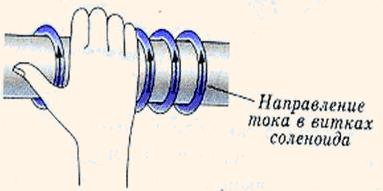 Направление
тока в витках
соленоида